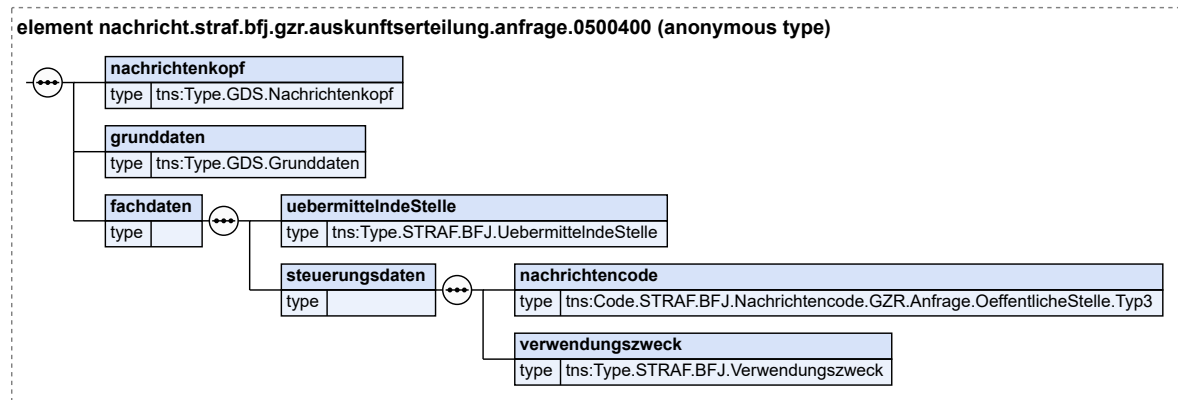 element nachricht.straf.bfj.gzr.auskunftserteilung.anfrage.0500400 (anonymous type)
nachrichtenkopf
type tns:Type.GDS.Nachrichtenkopf
grunddaten
type tns:Type.GDS.Grunddaten
fachdaten
type
uebermittelndeStelle
type tns:Type.STRAF.BFJ.UebermittelndeStelle
steuerungsdaten
type
nachrichtencode
type tns:Code.STRAF.BFJ.Nachrichtencode.GZR.Anfrage.OeffentlicheStelle.Typ3
verwendungszweck
type tns:Type.STRAF.BFJ.Verwendungszweck